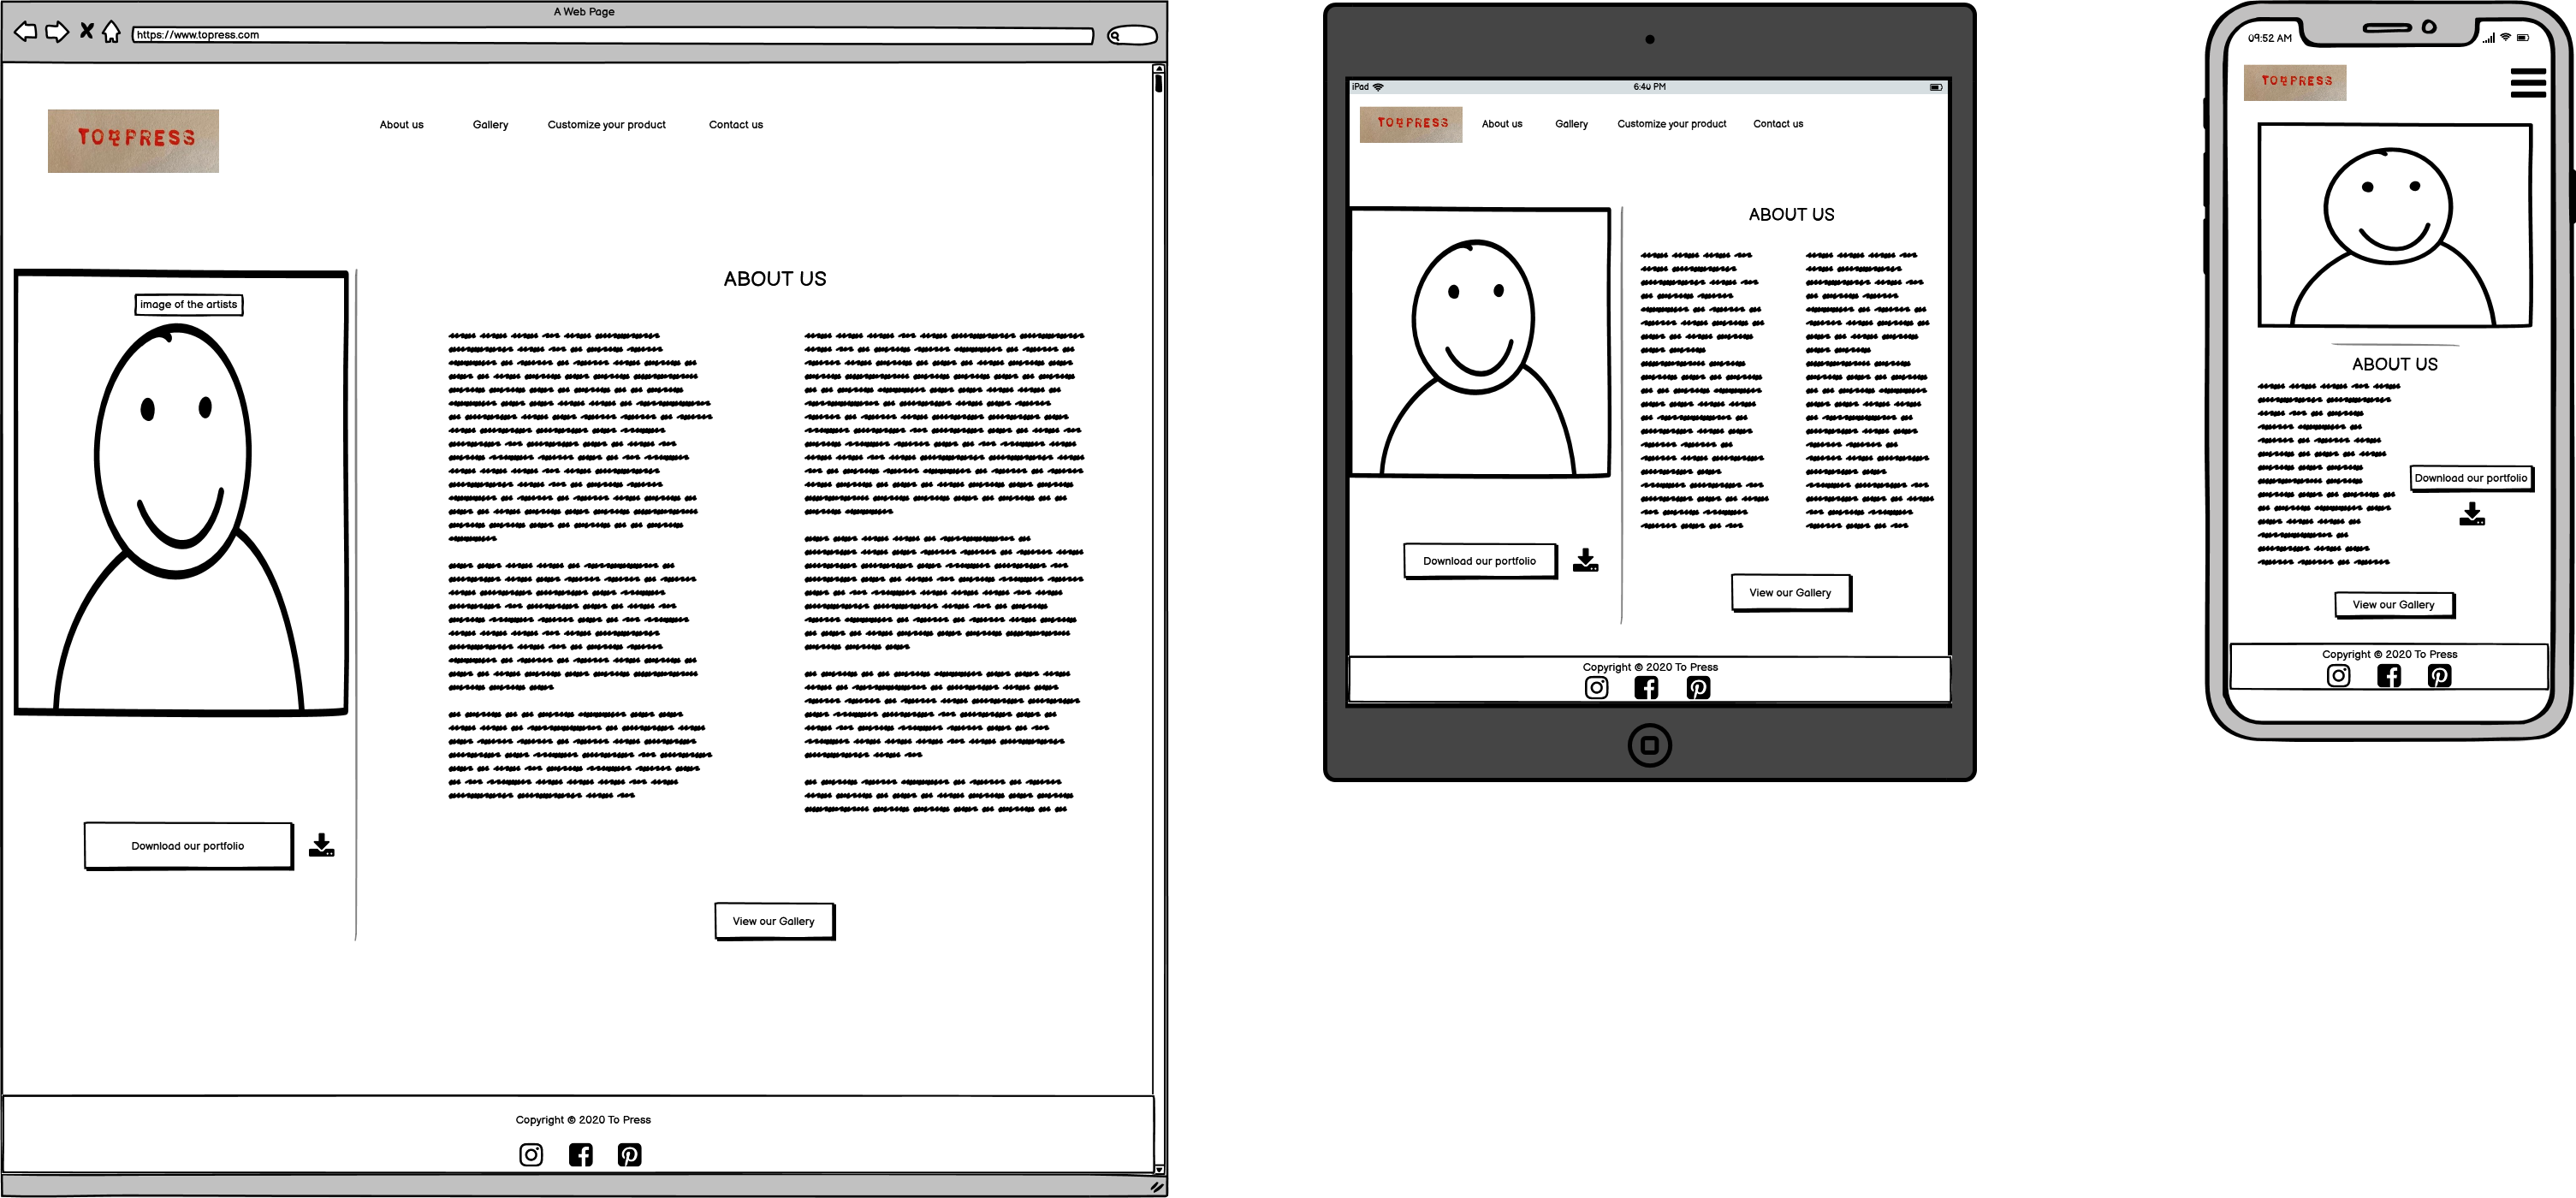 A Web Page
https://www.topress.com
TO PRESS
About us Gallery Customize your product Contact us
image of the artists
ABOUT US
Download our portfolio
View our Gallery
Copyright © 2020 To Press
iPad 6:40 PM
TO PRESS
About us Gallery Customize your product Contact us
ABOUT US
Download our portfolio
View our Gallery
Copyright © 2020 To Press
09:52 AM
TO PRESS
ABOUT US
Download our portfolio
View our Gallery
Copyright © 2020 To Press